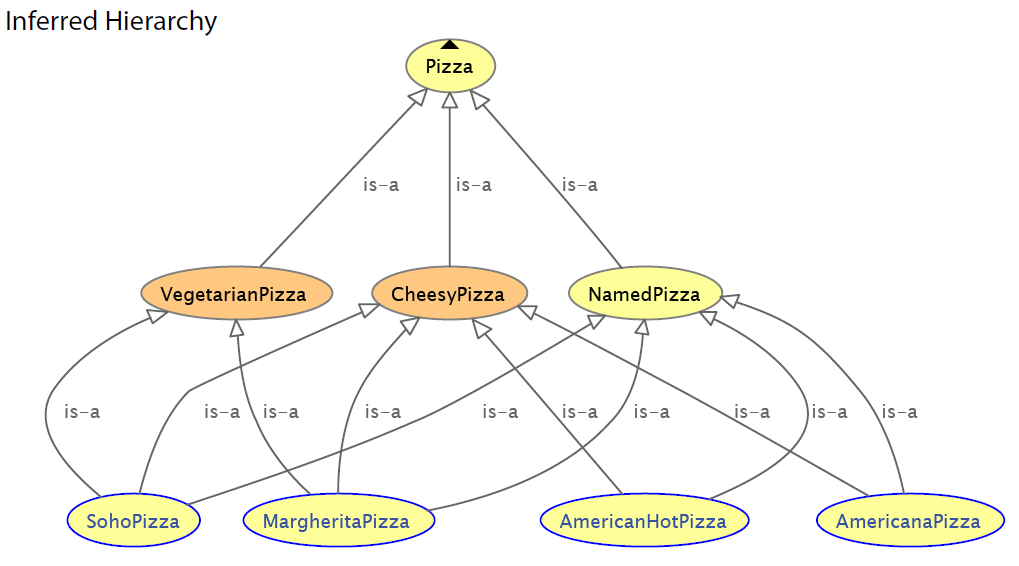 Inferred Hierarchy
Pizza
is-a is-a is-a
VegetarianPizza CheesyPizza NamedPizza
is-a is-a is-a is-a is-a is-a is-a is-a is-a is-a
SohoPizza MargheritaPizza AmericanHotPizza AmericanaPizza